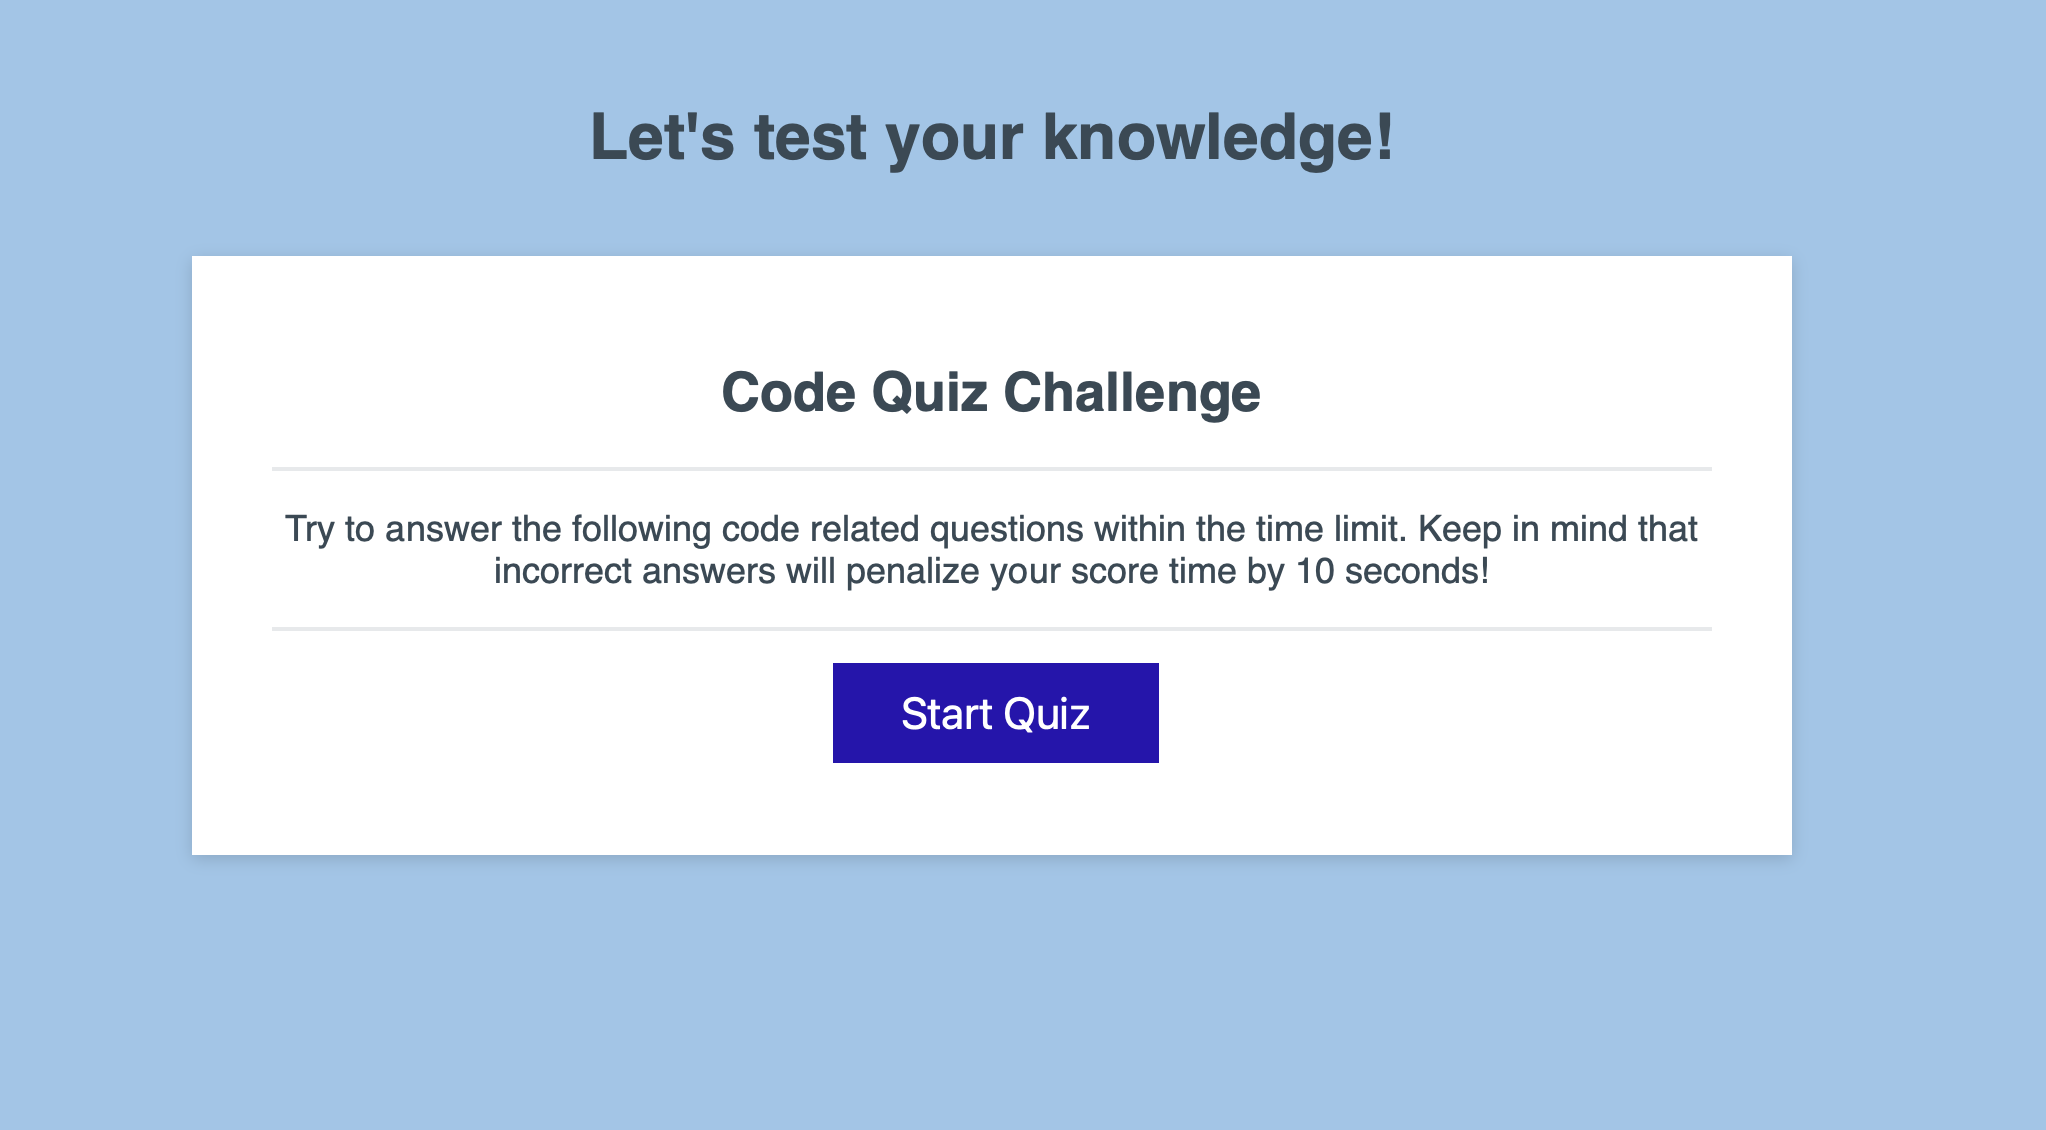 Let's test your knowledge!
Code Quiz Challenge
Try to answer the following code related questions within the time limit. Keep in mind that
incorrect answers will penalize your score time by 10 seconds!
Start Quiz